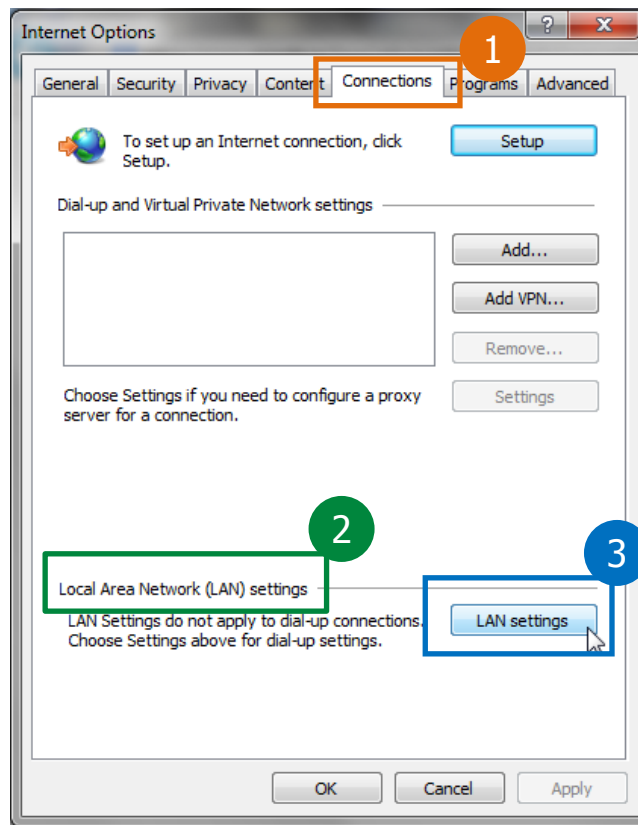 Internet Options
?
X
1
General Security Privacy Content Connections Programs Advanced
To set up an Internet connection, click
Setup.
Setup
Dial-up and Virtual Private Network settings
Add...
Add VPN...
Remove...
Choose Settings if you need to configure a proxy
server for a connection.
Settings
2
3
Local Area Network (LAN) settings
LAN Settings do not apply to dial-up connections.
Choose Settings above for dial-up settings.
LAN settings
OK Cancel Apply